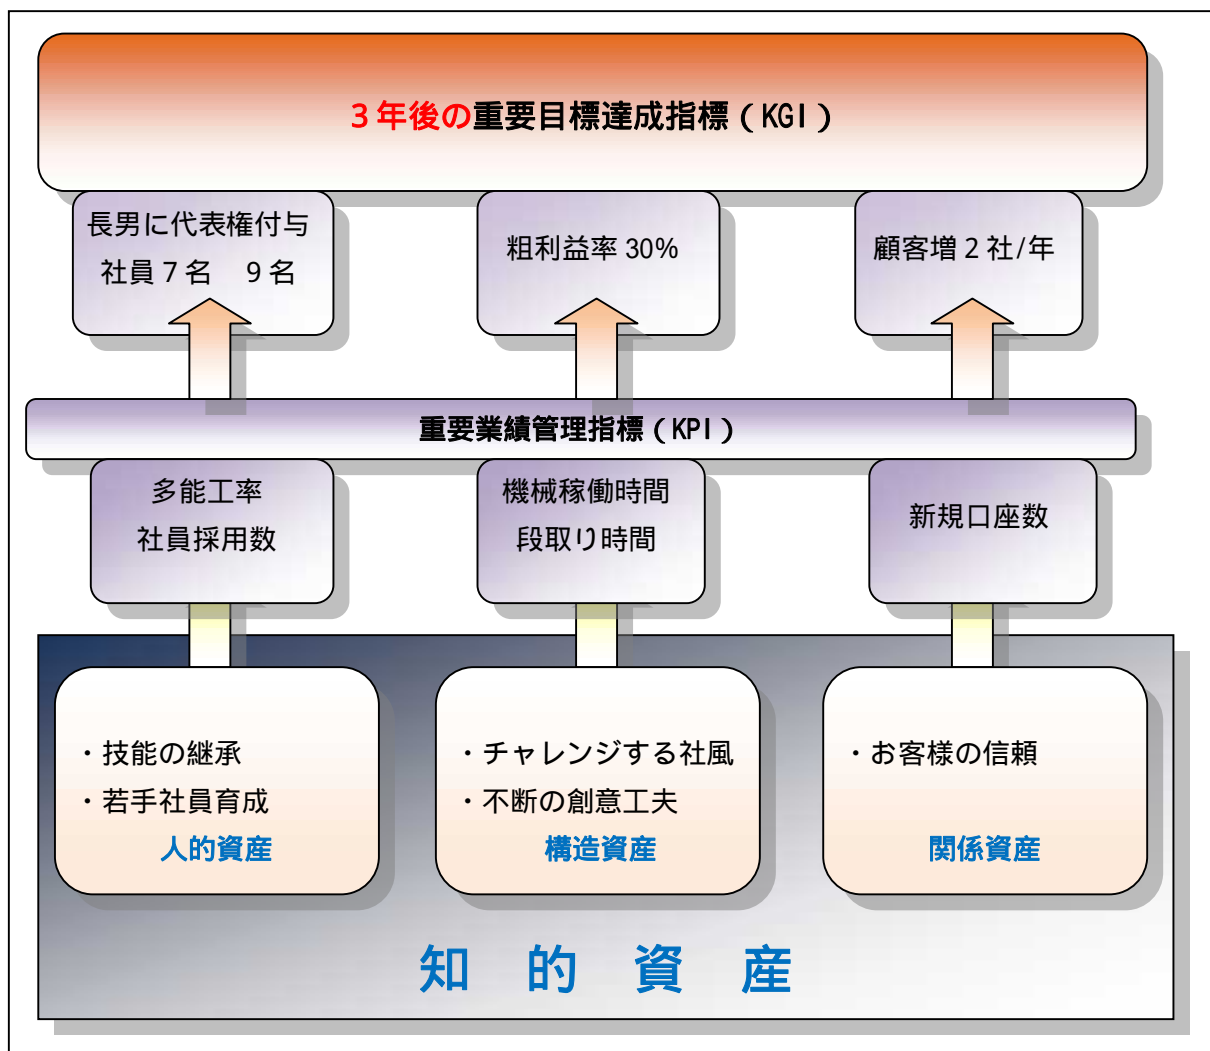 3年後の重要目標達成指標(KGI)
長男に代表権付与
社員7名　9名
粗利益率30%
顧客増2社/年
重要業績管理指標(KPI)
多能工率
社員採用数
機械稼働時間
段取り時間
新規口座数
・技能の継承
・若手社員育成
人的資産
・チャレンジする社風
・不断の創意工夫
構造資産
・お客様の信頼
関係資産
知的資産